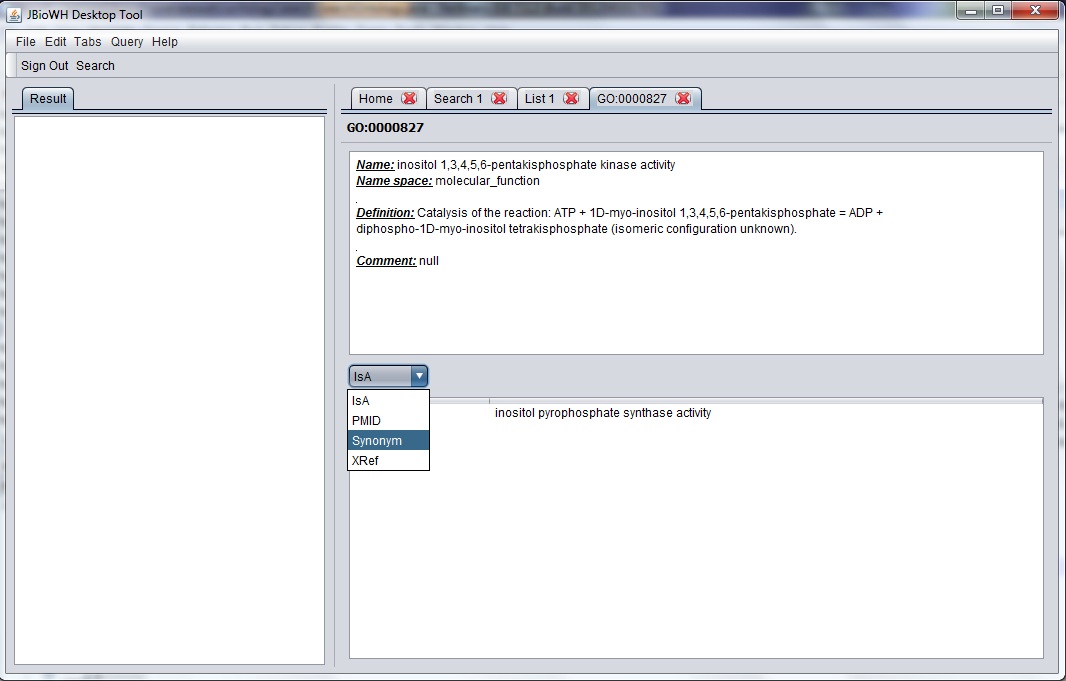 JBioWH Desktop Tool
File Edit Tabs Query Help
Sign Out Search
Result
Home Search 1 List 1 GO:0000827
GO:0000827
Name: inositol 1,3,4,5,6-pentakisphosphate kinase activity
Name space: molecular_function
.
Definition: Catalysis of the reaction: ATP + 1D-myo-inositol 1,3,4,5,6-pentakisphosphate = ADP +
diphospho-1D-myo-inositol tetrakisphosphate (isomeric configuration unknown).
.
Comment: null
IsA
IsA
PMID
Synonym
XRef
inositol pyrophosphate synthase activity